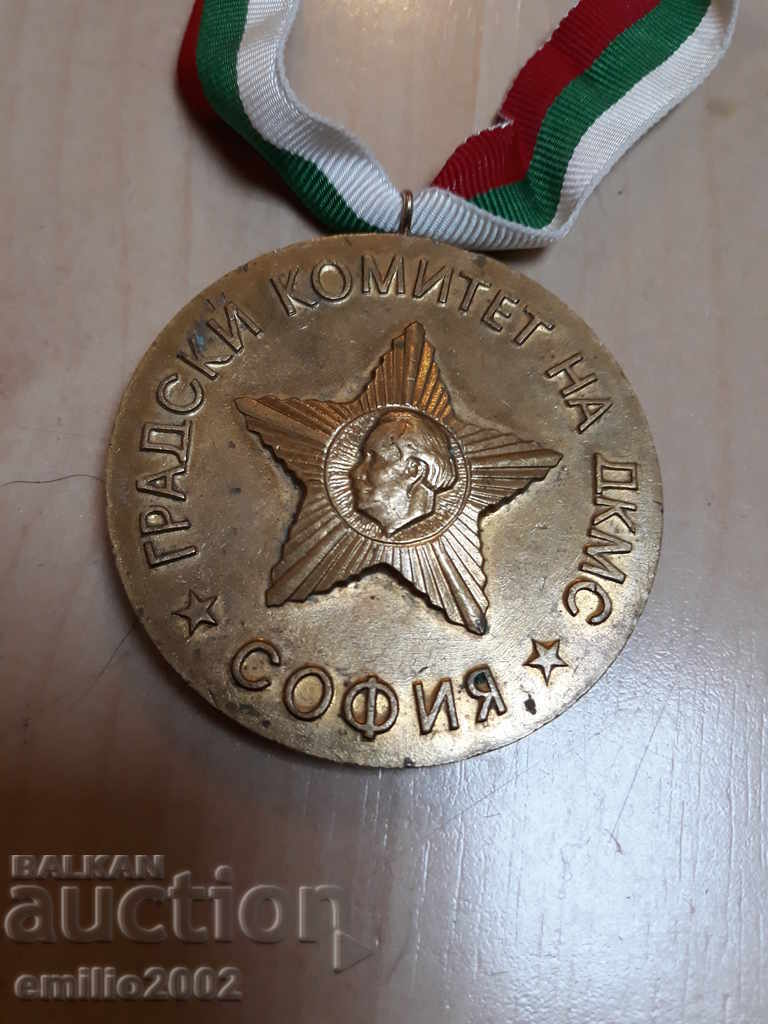 ГРАДСКИ КОМИТЕТ НА ДКМС
СОФИЯ
BALKAN
auction
emilio2002